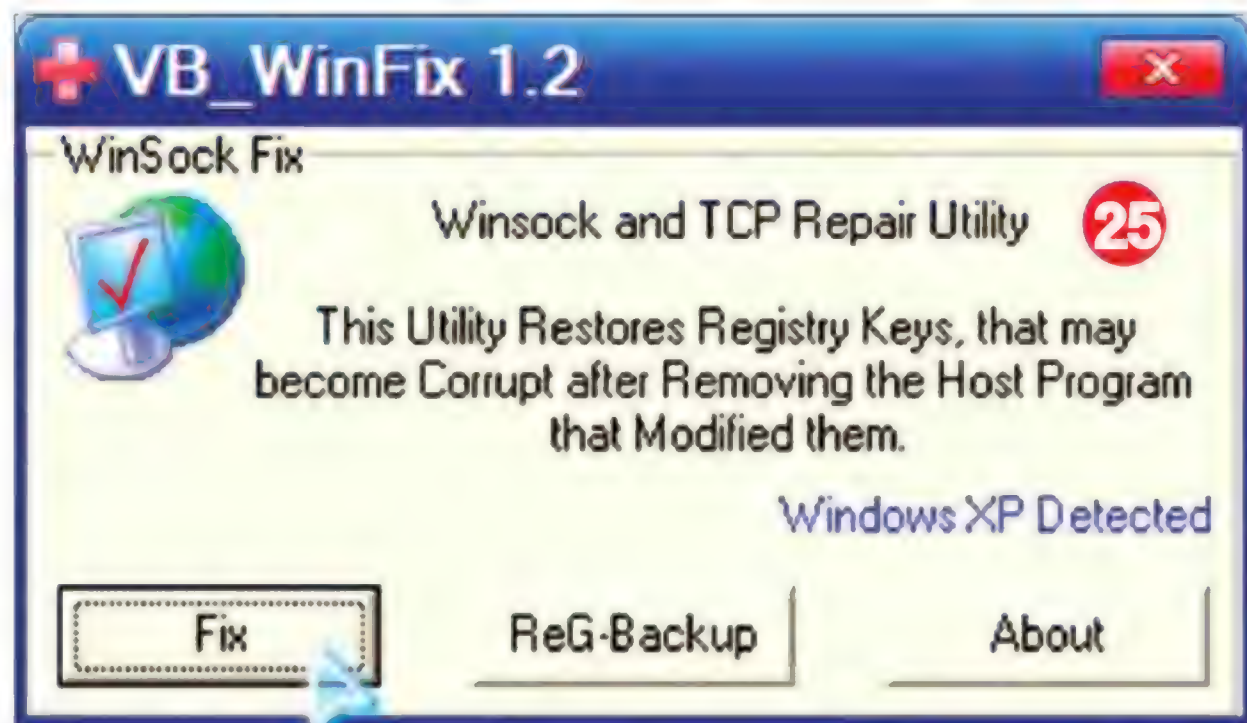 VB_WinFix 1.2
WinSock Fix
Winsock and TCP Repair Utility 25
This Utility Restores Registry Keys, that may
become Corrupt after Removing the Host Program
that Modified them.
Windows XP Detected
Fix ReG-Backup About